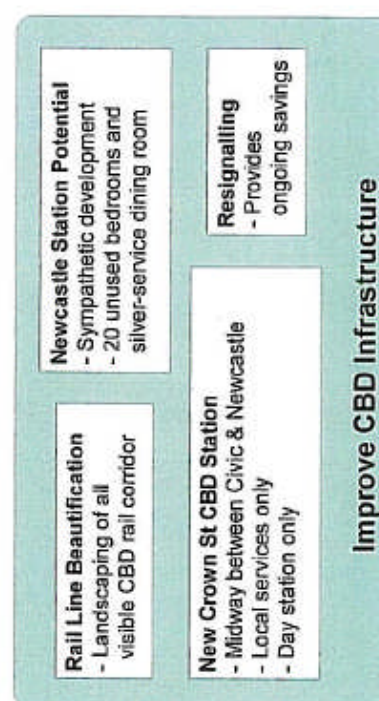 Rail Line Beautification
- Landscaping of all
visible CBD rail corridor
Newcastle Station Potential
- Sympathetic development
- 20 unused bedrooms and
silver-service dining room
New Crown St CBD Station
- Midway between Civic & Newcastle
- Local services only
- Day station only
Resignalling
- Provides
ongoing savings
Improve CBD Infrastructure